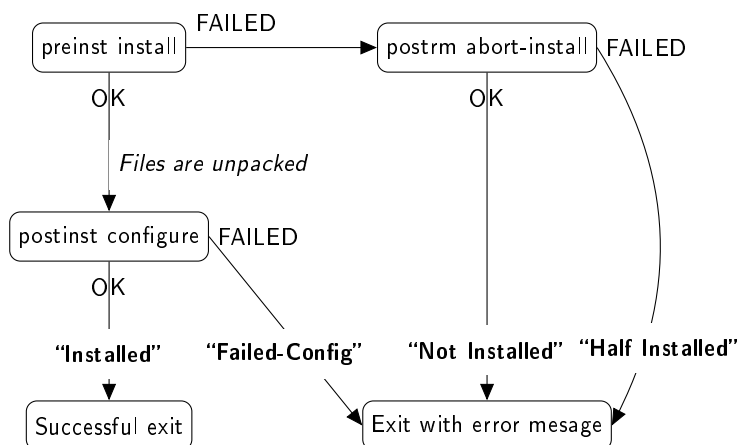 FAILED
preinst install
postrm abort-install
FAILED
OK
OK
Files are unpacked
postinst configure
FAILED
OK
“Installed”
“Failed-Config”
“Not Installed”
“Half Installed”
Successful exit
Exit with error mesage